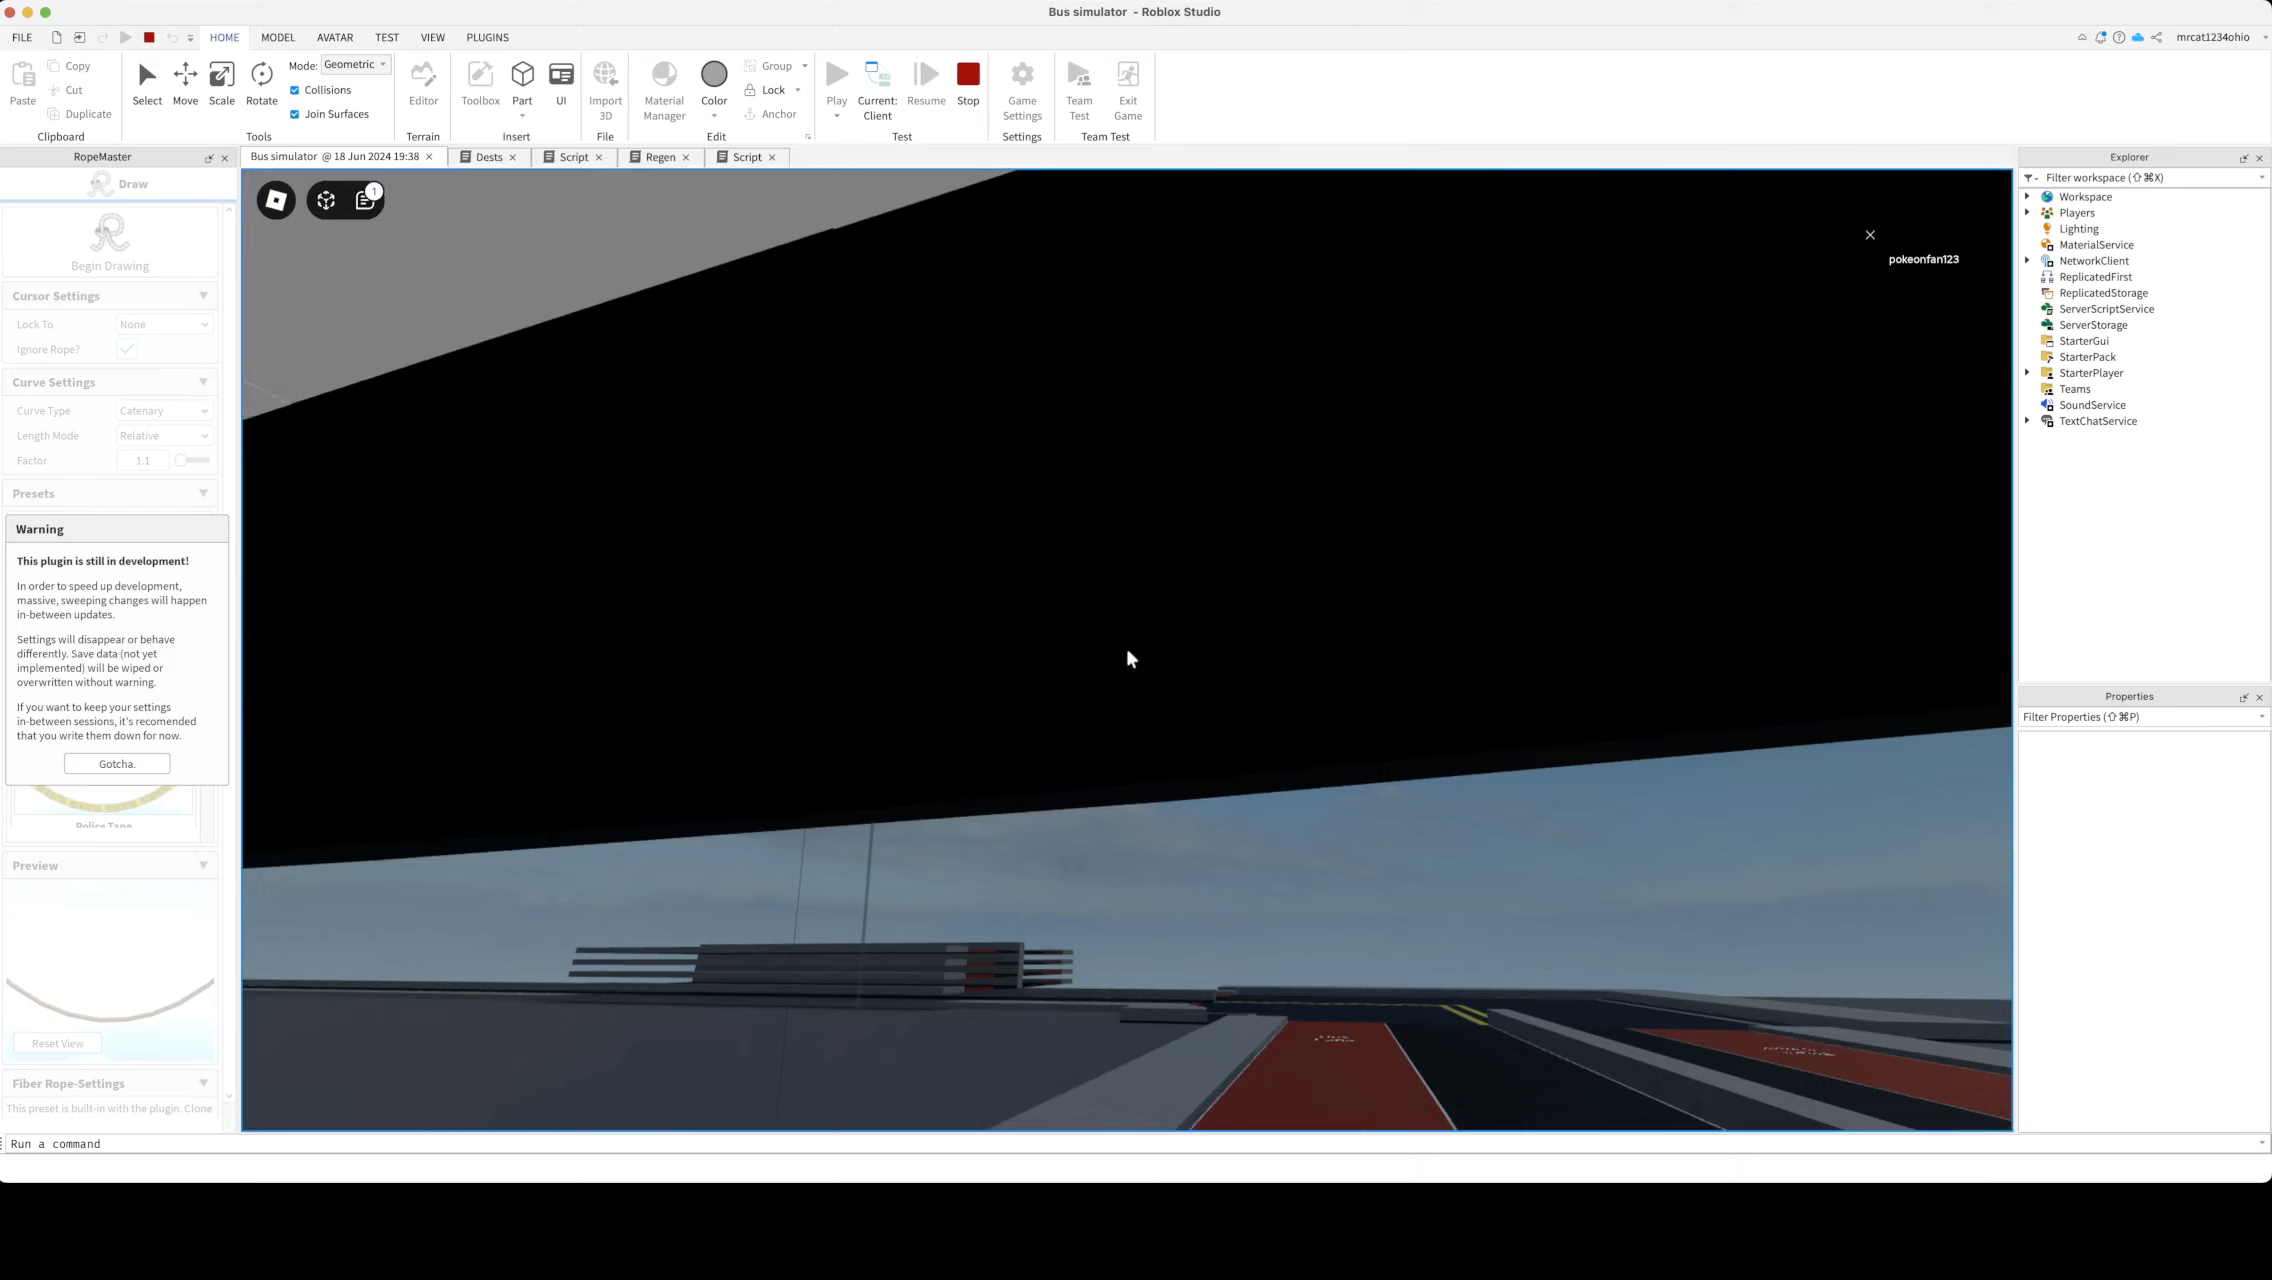 Bus simulator - Roblox Studio
FILE
HOME
MODEL
AVATAR
TEST
VIEW
PLUGINS
mrcat1234ohio
Paste
Copy
Cut
Duplicate
Clipboard
Select
Move
Scale
Rotate
Mode:
Geometric
Collisions
Join Surfaces
Tools
Editor
Terrain
Toolbox
Part
UI
Insert
Import
3D
File
Material
Manager
Color
Group
Lock
Anchor
Edit
Play
Current:
Client
Resume
Stop
Test
Game
Settings
Settings
Team
Test
Exit
Game
Team Test
RopeMaster
Bus simulator @ 18 Jun 2024 19:38
Dests
Script
Regen
Script
Draw
Begin Drawing
Cursor Settings
Lock To
None
Ignore Rope?
Curve Settings
Curve Type
Catenary
Length Mode
Relative
Factor
1.1
Presets
Warning
This plugin is still in development!
In order to speed up development,
massive, sweeping changes will happen
in-between updates.
Settings will disappear or behave
differently. Save data (not yet
implemented) will be wiped or
overwritten without warning.
If you want to keep your settings
in-between sessions, it's recomended
that you write them down for now.
Gotcha.
Police Tape
Preview
Reset View
Fiber Rope-Settings
This preset is built-in with the plugin. Clone
Run a command
1
pokeonfan123
Explorer
Filter workspace (⇧⌘X)
Workspace
Players
Lighting
MaterialService
NetworkClient
ReplicatedFirst
ReplicatedStorage
ServerScriptService
ServerStorage
StarterGui
StarterPack
StarterPlayer
Teams
SoundService
TextChatService
Properties
Filter Properties (⇧⌘P)